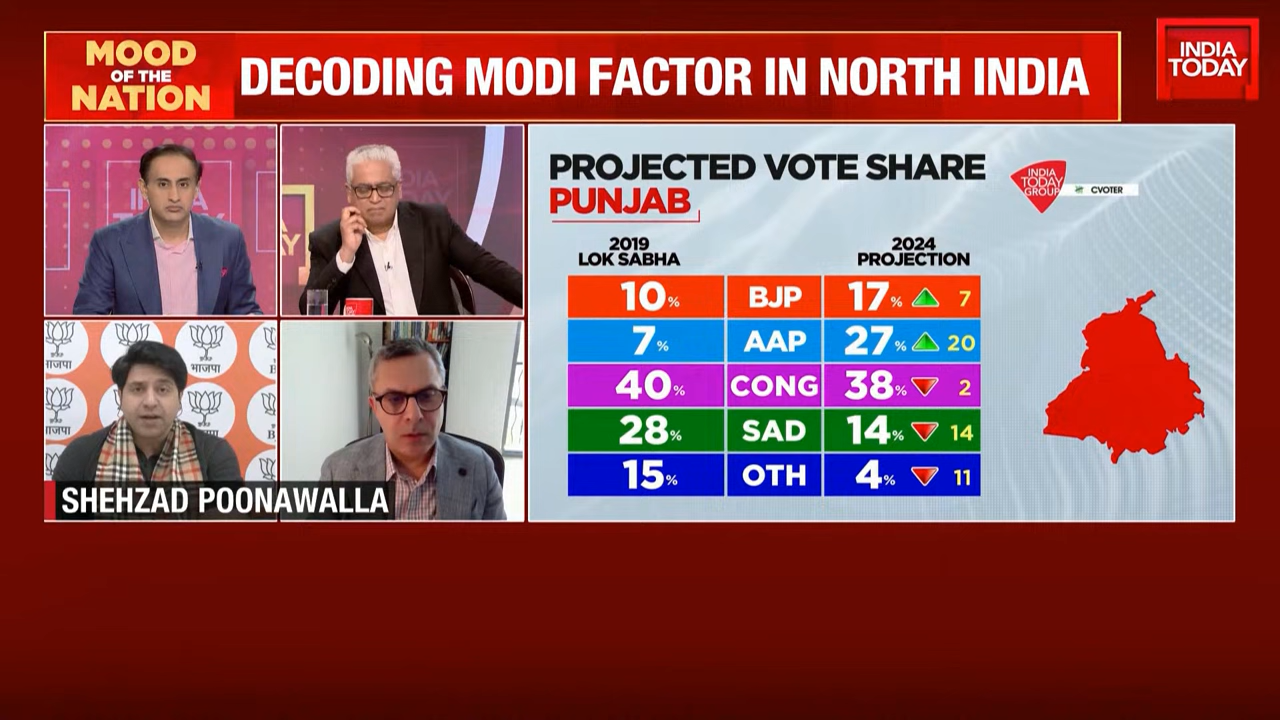 MOOD
OF THE
NATION
DECODING MODI FACTOR IN NORTH INDIA
INDIA
TODAY
PROJECTED VOTE SHARE
PUNJAB
INDIA
TODAY
GROUP
CVOTER
2019
LOK SABHA
2024
PROJECTION
10% BJP 17% 7
7% AAP 27% 20
40% CONG 38% 2
28% SAD 14% 14
15% OTH 4% 11
भाजपा
SHEHZAD POONAWALLA